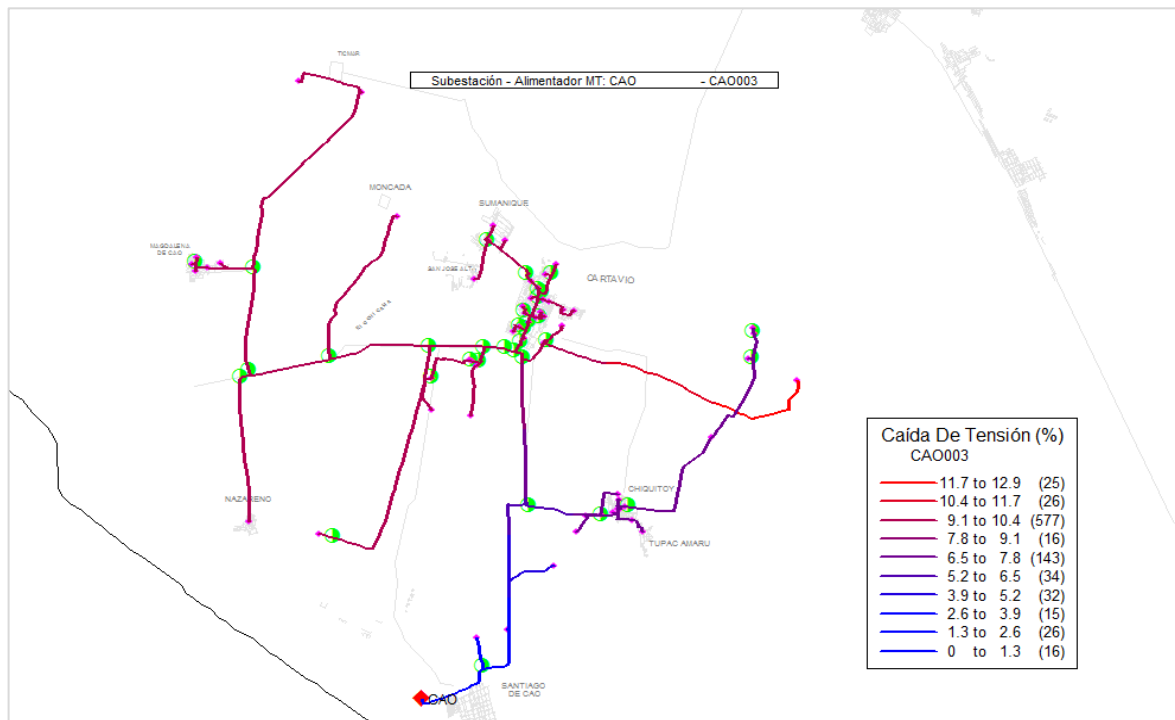 TICMAR
Subestación - Alimentador MT: CAO - CAO003
MONCADA
SUMANIQUE
MAGDALENA
DE CAO
SAN JOSE ALTO
CARTAVIO
Caída De Tensión (%)
CAO003
11.7 to 12.9 (25)
10.4 to 11.7 (26)
9.1 to 10.4 (577)
7.8 to 9.1 (16)
6.5 to 7.8 (143)
5.2 to 6.5 (34)
3.9 to 5.2 (32)
2.6 to 3.9 (15)
1.3 to 2.6 (26)
0 to 1.3 (16)
CHIQUITOY
NAZARENO
TUPAC AMARU
SANTIAGO
DE CAO
CAO